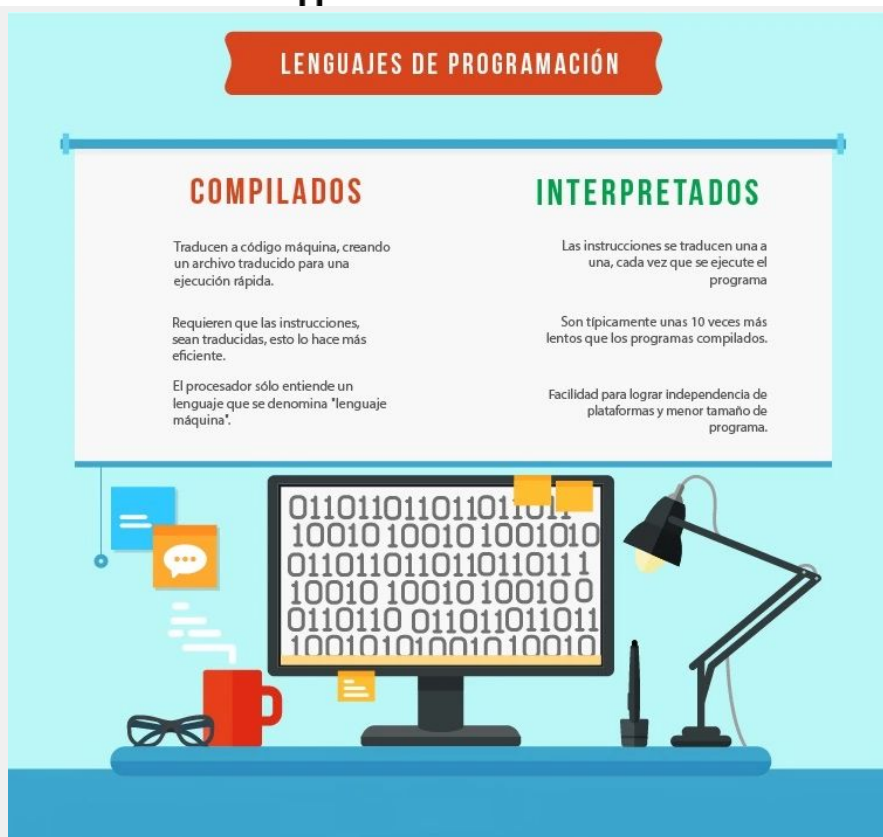 LENGUAJES DE PROGRAMACIÓN
COMPILADOS
Traducen a código máquina, creando
un archivo traducido para una
ejecución rápida.
Requieren que las instrucciones,
sean traducidas, esto lo hace más
eficiente.
El procesador sólo entiende un
lenguaje que se denomina "lenguaje
máquina".
INTERPRETADOS
Las instrucciones se traducen una a
una, cada vez que se ejecute el
programa
Son típicamente unas 10 veces más
lentos que los programas compilados.
Facilidad para lograr independencia de
plataformas y menor tamaño de
programa.
011011011011011011
10010 10010 1001010
01101101101101101111
10010 10010 10010 0
0110110 011011011011
1001010100101010010